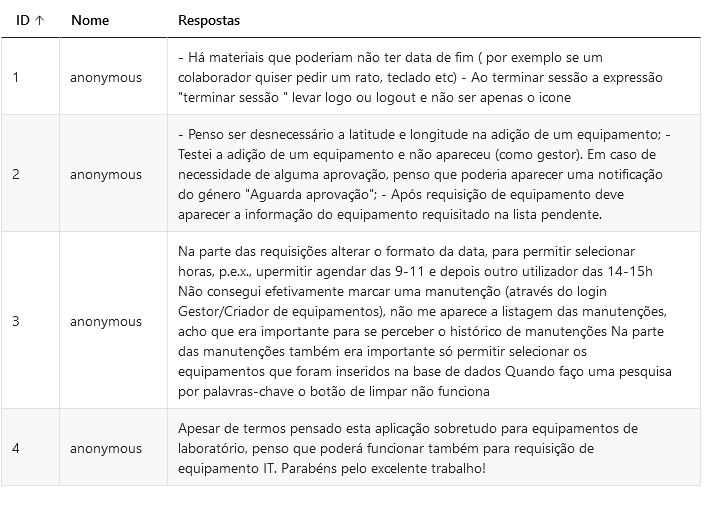 ID ↑ Nome Respostas
1 anonymous - Há materiais que poderiam não ter data de fim ( por exemplo se um
colaborador quiser pedir um rato, teclado etc) - Ao terminar sessão a expressão
"terminar sessão " levar logo ou logout e não ser apenas o icone
2 anonymous - Penso ser desnecessário a latitude e longitude na adição de um equipamento; -
Testei a adição de um equipamento e não apareceu (como gestor). Em caso de
necessidade de alguma aprovação, penso que poderia aparecer uma notificação
do género "Aguarda aprovação"; - Após requisição de equipamento deve
aparecer a informação do equipamento requisitado na lista pendente.
3 anonymous Na parte das requisições alterar o formato da data, para permitir selecionar
horas, p.ex., upermitir agendar das 9-11 e depois outro utilizador das 14-15h
Não consegui efetivamente marcar uma manutenção (através do login
Gestor/Criador de equipamentos), não me aparece a listagem das manutenções,
acho que era importante para se perceber o histórico de manutenções Na parte
das manutenções também era importante só permitir selecionar os
equipamentos que foram inseridos na base de dados Quando faço uma pesquisa
por palavras-chave o botão de limpar não funciona
4 anonymous Apesar de termos pensado esta aplicação sobretudo para equipamentos de
laboratório, penso que poderá funcionar também para requisição de
equipamento IT. Parabéns pelo excelente trabalho!